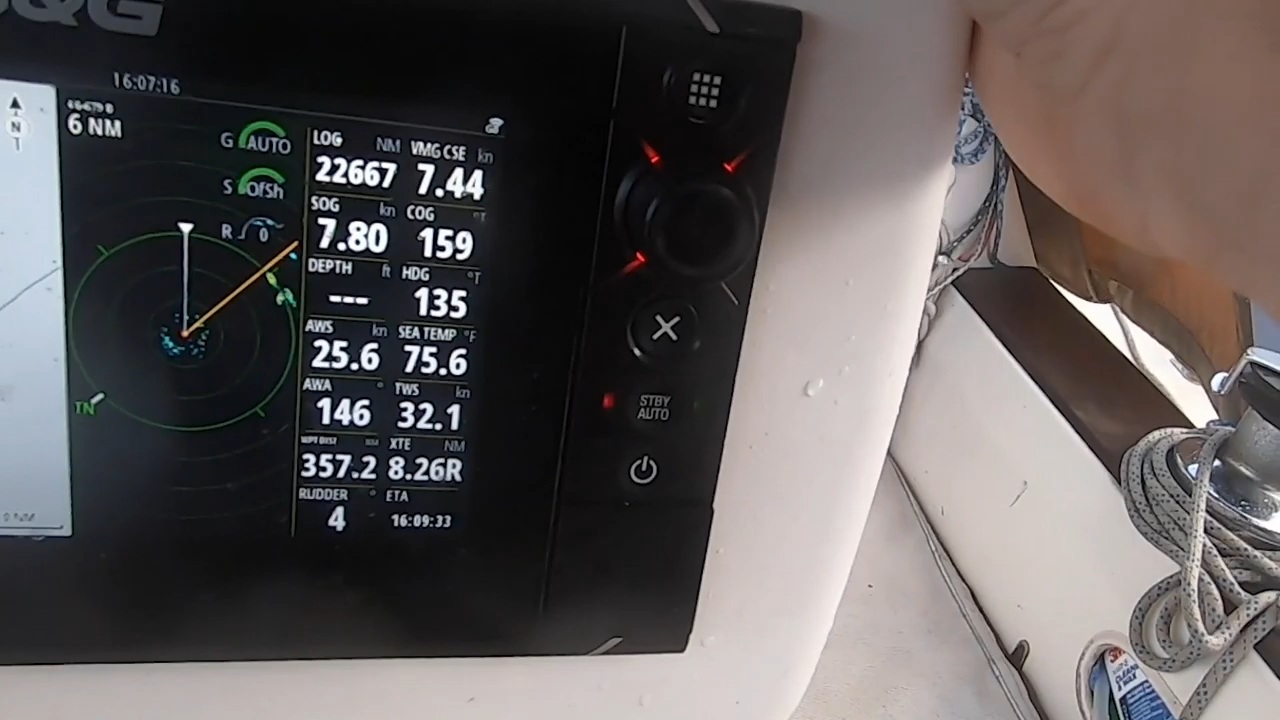 B&G
16:07:16
N
6 NM
G AUTO
S Ofsh
R 0
TN
LOG NM VMG CSE kn
22667 7.44
SOG kn COG °T
7.80 159
DEPTH ft HDG °T
--- 135
AWS kn SEA TEMP °F
25.6 75.6
AWA ° TWS kn
146 32.1
WPT DIST NM XTE NM
357.2 8.26R
RUDDER ° ETA
4 16:09:33
STBY
AUTO
CLEANER
WAX